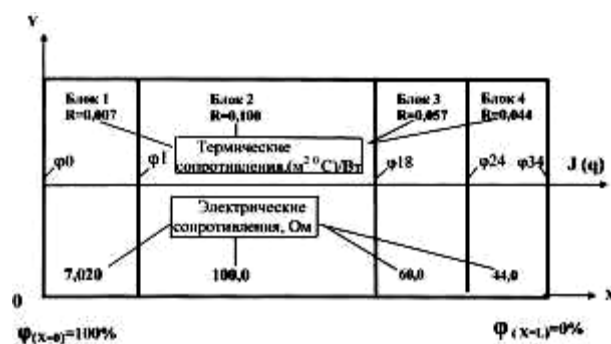 Y
Блок 1 Блок 2 Блок 3 Блок 4
R=0,007 R=0,100 R=0,057 R=0,044
Термические
сопротивления,(м² ⁰С)/Вт
φ0 φ1 φ18 φ24 φ34 J (q)
Электрические
сопротивления, Ом
7,020 100,0 60,0 44,0
0 X
φ(X=0)=100% φ(X=L)=0%